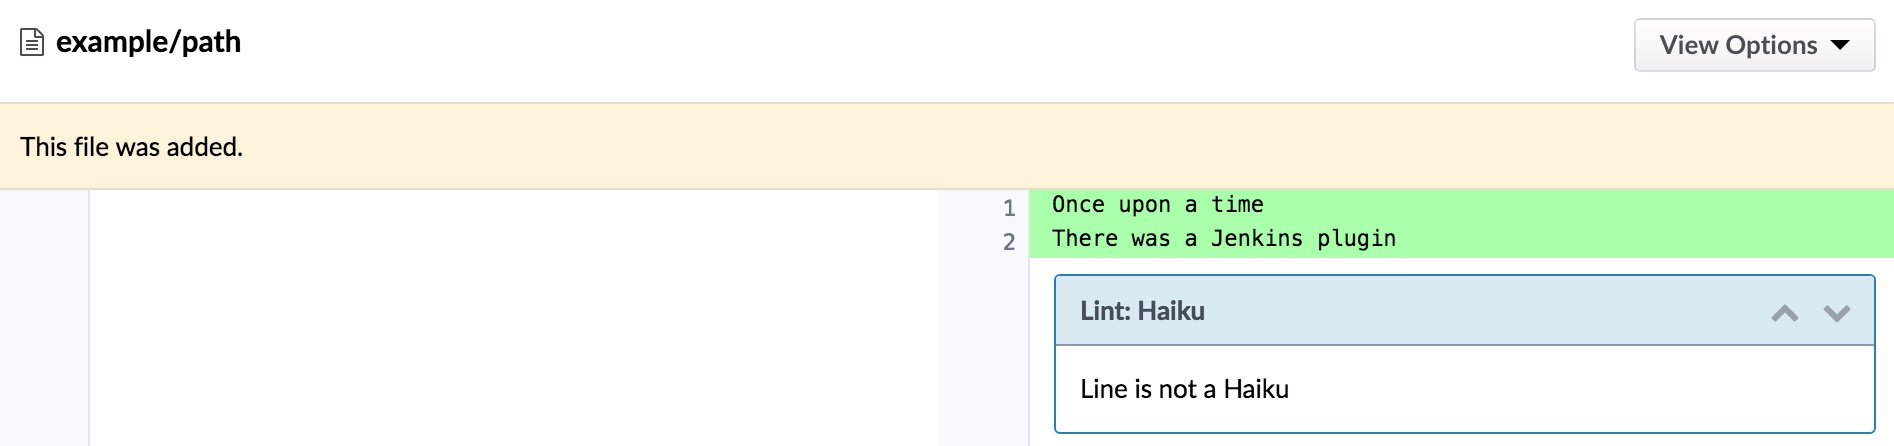 example/path
View Options
This file was added.
1 Once upon a time
2 There was a Jenkins plugin
Lint: Haiku
Line is not a Haiku